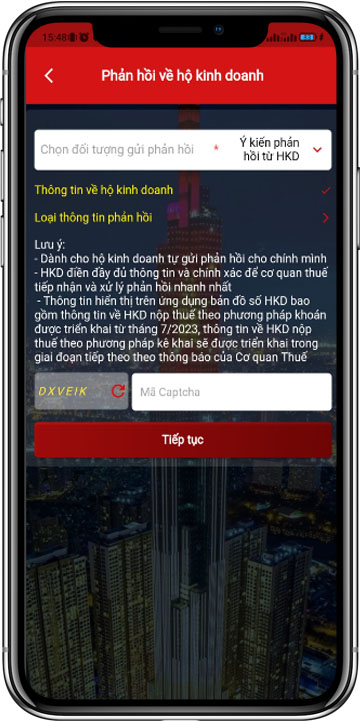 15:48
Phản hồi về hộ kinh doanh
Chọn đối tượng gửi phản hồi * Ý kiến phản
hồi từ HKD
Thông tin về hộ kinh doanh
Loại thông tin phản hồi
Lưu ý:
- Dành cho hộ kinh doanh tự gửi phản hồi cho chính mình
- HKD điền đầy đủ thông tin và chính xác để cơ quan thuế
tiếp nhận và xử lý phản hồi nhanh nhất
- Thông tin hiển thị trên ứng dụng bản đồ số HKD bao
gồm thông tin về HKD nộp thuế theo phương pháp khoán
được triển khai từ tháng 7/2023, thông tin về HKD nộp
thuế theo phương pháp kê khai sẽ được triển khai trong
giai đoạn tiếp theo theo thông báo của Cơ quan Thuế
DXVEIK Mã Captcha
Tiếp tục